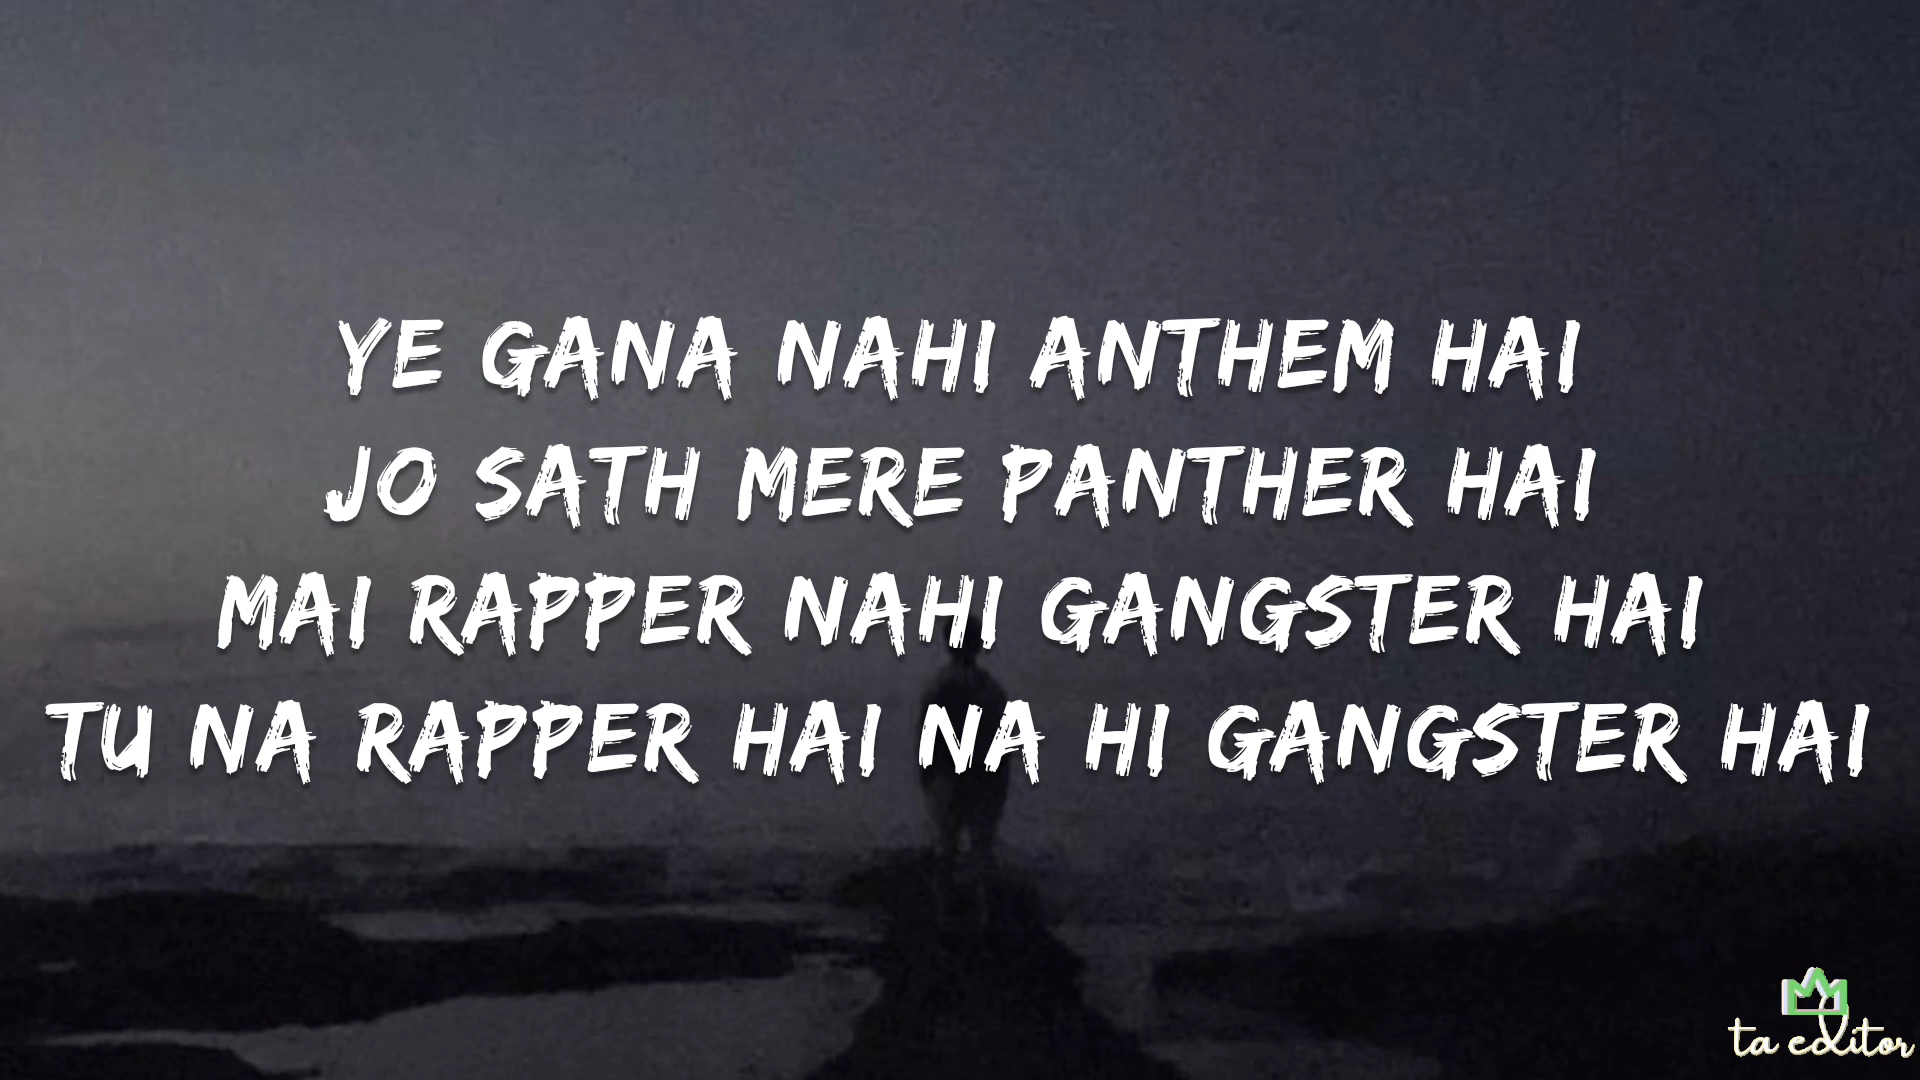 YE GANA NAHI ANTHEM HAI
JO SATH MERE PANTHER HAI
MAI RAPPER NAHI GANGSTER HAI
TU NA RAPPER HAI NA HI GANGSTER HAI
ta editor